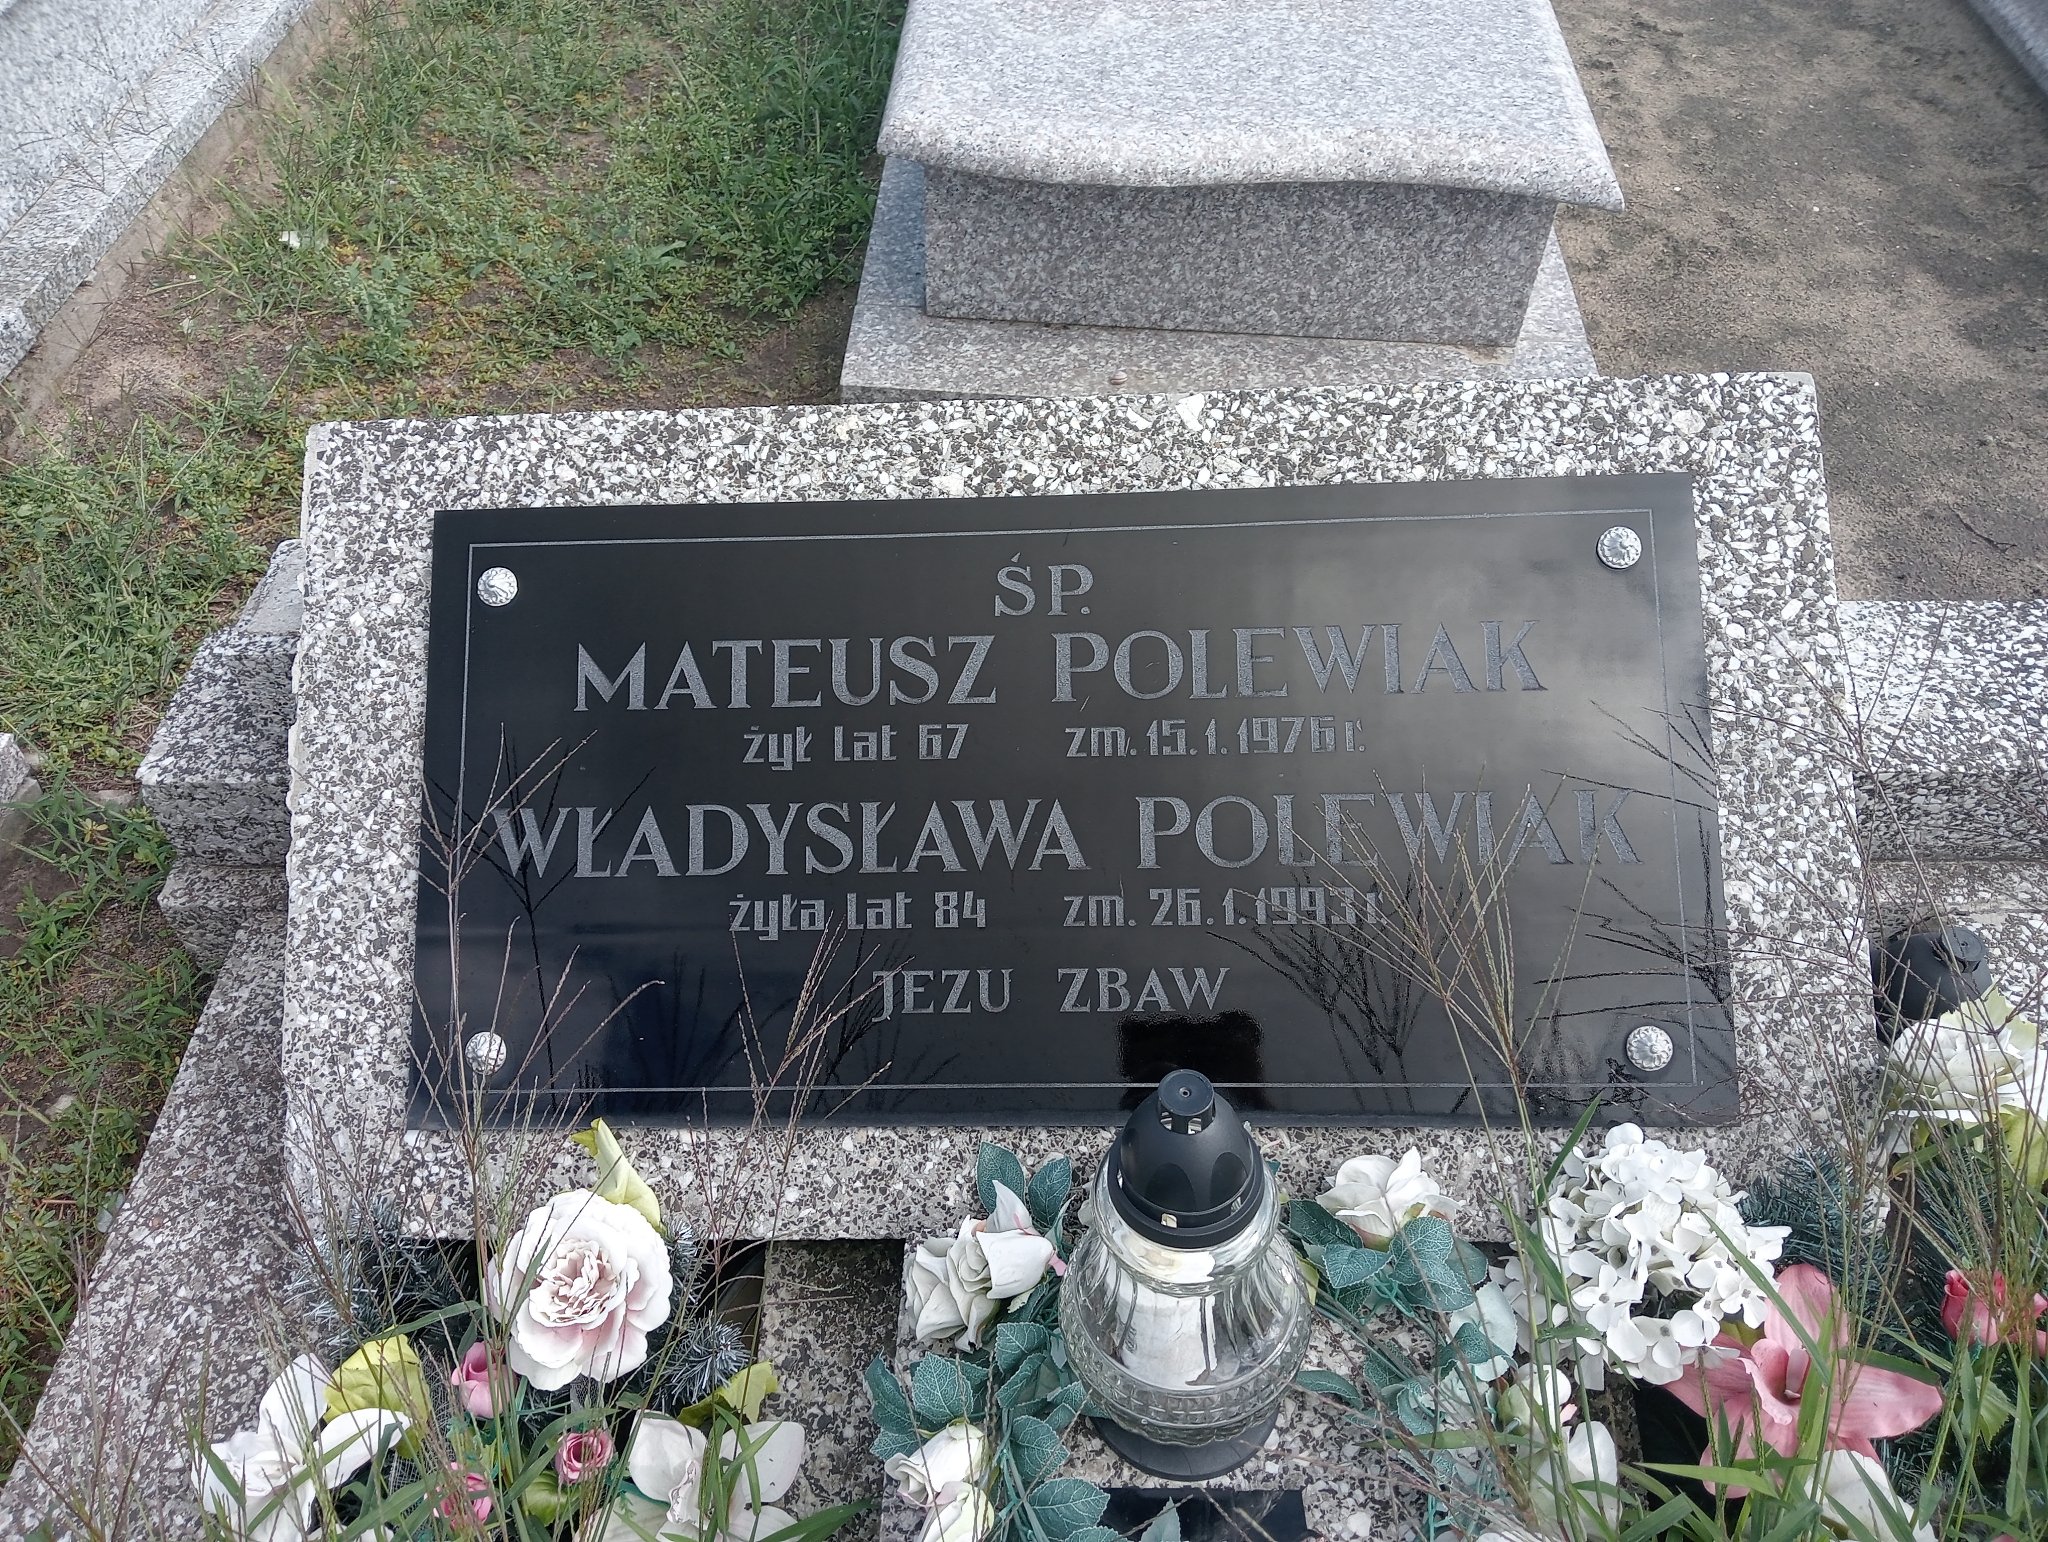 ŚP.
MATEUSZ POLEWIAK
żył lat 67 zm. 15.1.1976 r.
WŁADYSŁAWA POLEWIAK
żyła lat 84 zm. 26.1.1993 r.
JEZU ZBAW